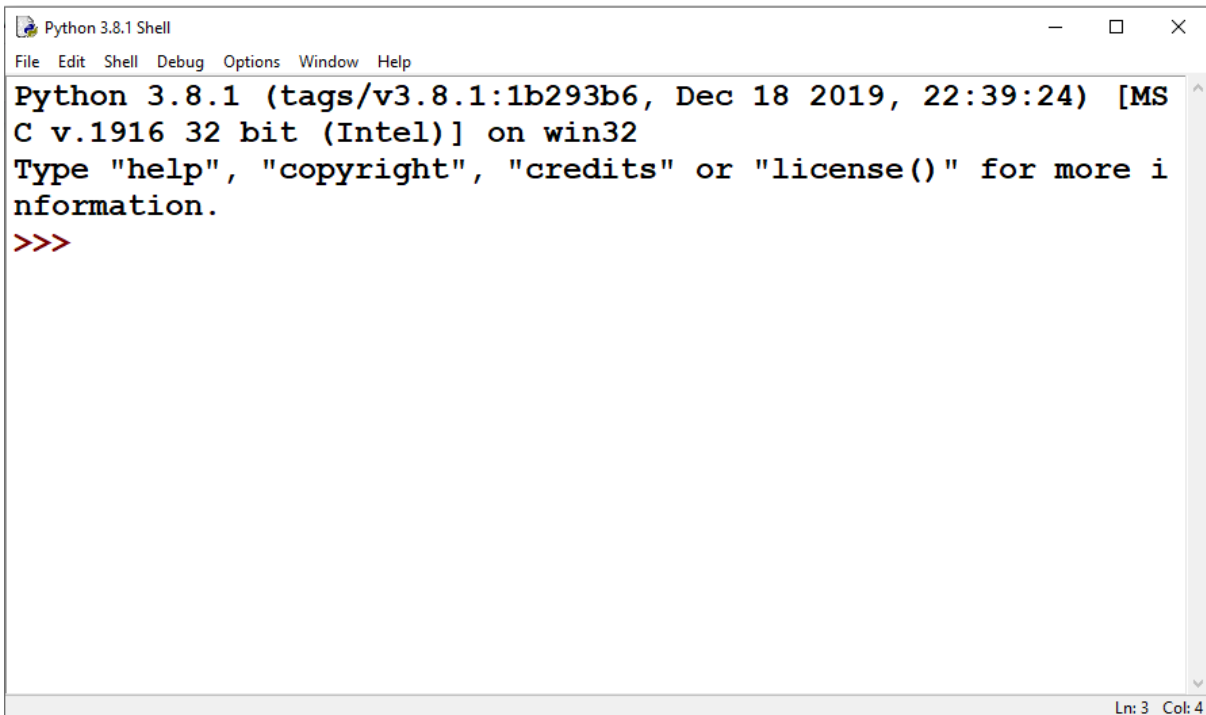 Python 3.8.1 Shell
File Edit Shell Debug Options Window Help
Python 3.8.1 (tags/v3.8.1:1b293b6, Dec 18 2019, 22:39:24) [MS
C v.1916 32 bit (Intel)] on win32
Type "help", "copyright", "credits" or "license()" for more i
nformation.
>>>
Ln: 3 Col: 4